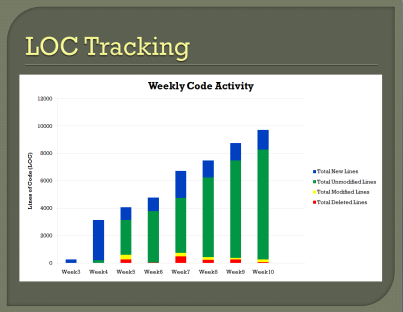 LOC Tracking
Weekly Code Activity
12000
10000
8000
6000
4000
2000
0
Lines of Code (LOC)
Week3 Week4 Week5 Week6 Week7 Week8 Week9 Week10
Total New Lines
Total Unmodified Lines
Total Modified Lines
Total Deleted Lines